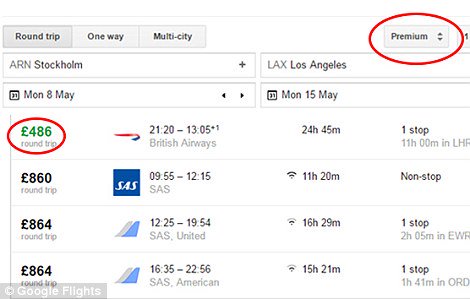 Round trip One way Multi-city Premium 1
ARN Stockholm + LAX Los Angeles
Mon 8 May Mon 15 May
£486 21:20 – 13:05*¹ 24h 45m 1 stop
round trip British Airways 11h 00m in LHR
SAS £860 09:55 – 12:15 11h 20m Non-stop
round trip SAS
£864 12:25 – 19:54 16h 29m 1 stop
round trip SAS, United 2h 05m in EWR
£864 16:35 – 22:56 15h 21m 1 stop
round trip SAS, American 1h 41m in ORD
© Google Flights